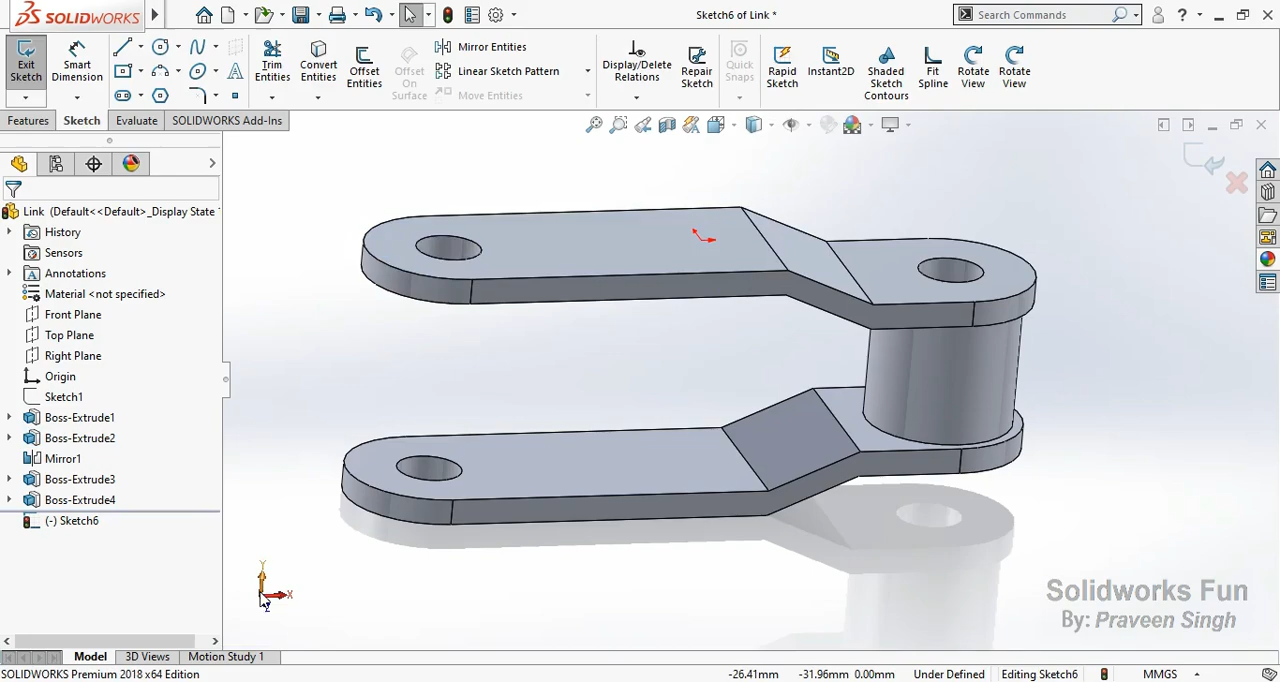 SOLIDWORKS
Sketch6 of Link *
Search Commands
?
Exit Sketch
Smart Dimension
Trim Entities
Convert Entities
Offset Entities
Offset On Surface
Mirror Entities
Linear Sketch Pattern
Move Entities
Display/Delete Relations
Repair Sketch
Quick Snaps
Rapid Sketch
Instant2D
Shaded Sketch Contours
Fit Spline
Rotate View
Rotate View
Features
Sketch
Evaluate
SOLIDWORKS Add-Ins
Link (Default<<Default>_Display State
History
Sensors
Annotations
Material <not specified>
Front Plane
Top Plane
Right Plane
Origin
Sketch1
Boss-Extrude1
Boss-Extrude2
Mirror1
Boss-Extrude3
Boss-Extrude4
(-) Sketch6
Y
X
Z
Solidworks Fun
By: Praveen Singh
Model
3D Views
Motion Study 1
SOLIDWORKS Premium 2018 x64 Edition
-26.41mm
-31.96mm
0.00mm
Under Defined
Editing Sketch6
MMGS